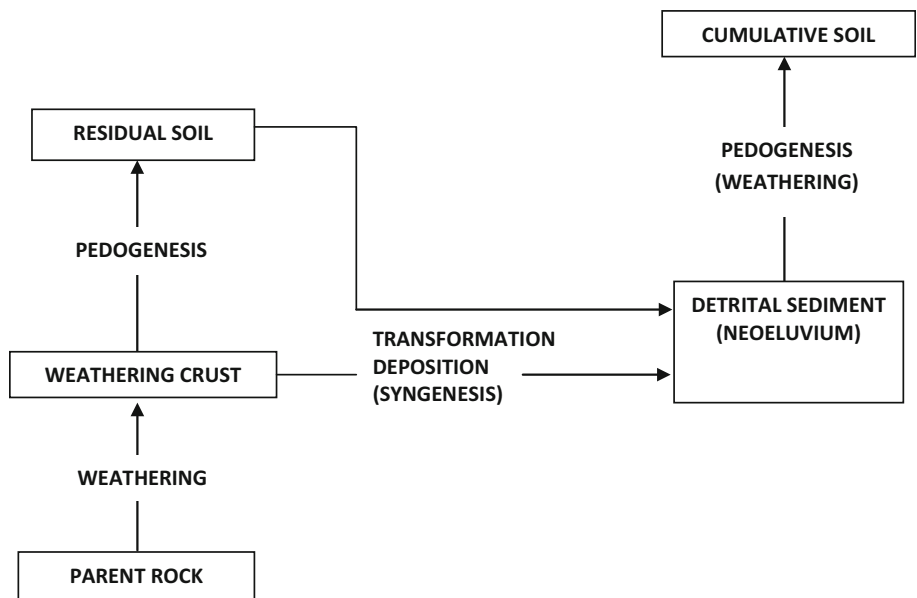 CUMULATIVE SOIL
RESIDUAL SOIL
PEDOGENESIS
(WEATHERING)
PEDOGENESIS
DETRITAL SEDIMENT
(NEOELUVIUM)
TRANSFORMATION
DEPOSITION
(SYNGENESIS)
WEATHERING CRUST
WEATHERING
PARENT ROCK